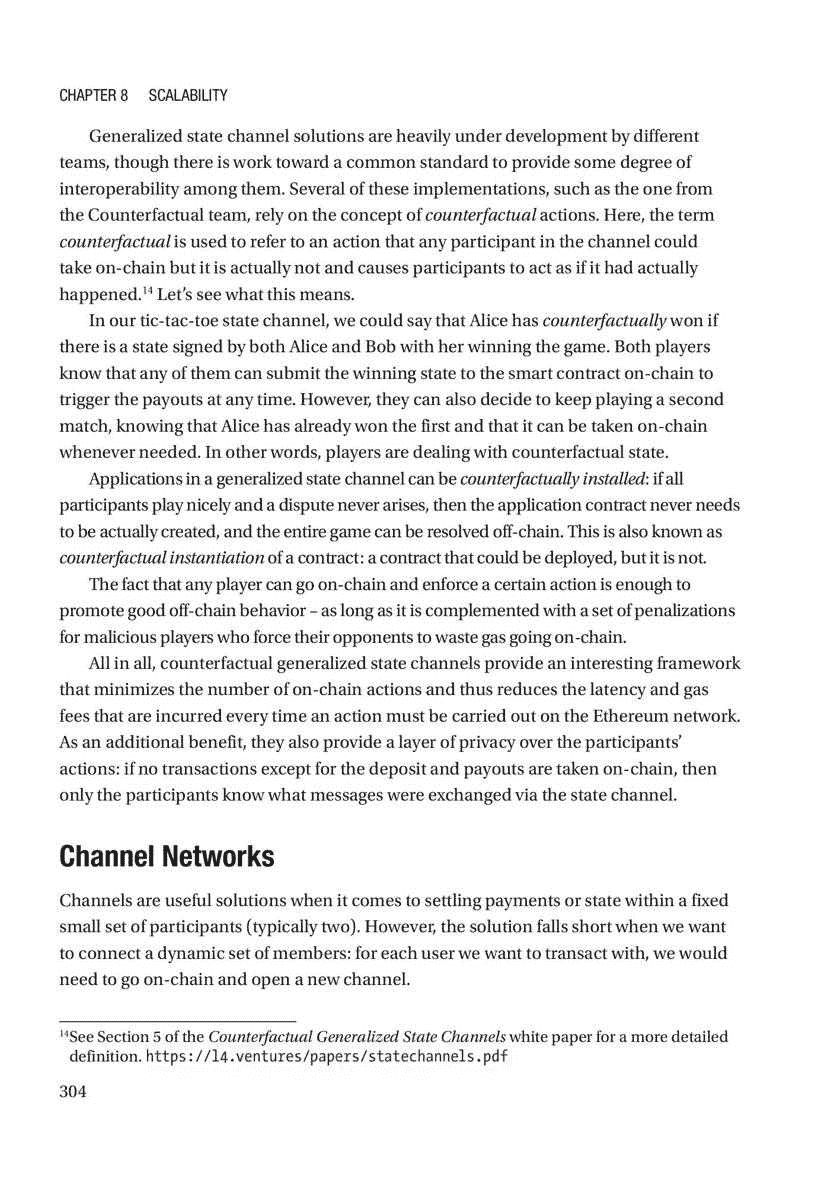 CHAPTER 8 SCALABILITY
Generalized state channel solutions are heavily under development by different
teams, though there is work toward a common standard to provide some degree of
interoperability among them. Several of these implementations, such as the one from
the Counterfactual team, rely on the concept of counterfactual actions. Here, the term
counterfactual is used to refer to an action that any participant in the channel could
take on-chain but it is actually not and causes participants to act as if it had actually
happened.14 Let's see what this means.
In our tic-tac-toe state channel, we could say that Alice has counterfactually won if
there is a state signed by both Alice and Bob with her winning the game. Both players
know that any of them can submit the winning state to the smart contract on-chain to
trigger the payouts at any time. However, they can also decide to keep playing a second
match, knowing that Alice has already won the first and that it can be taken on-chain
whenever needed. In other words, players are dealing with counterfactual state.
Applications in a generalized state channel can be counterfactually installed: if all
participants play nicely and a dispute never arises, then the application contract never needs
to be actually created, and the entire game can be resolved off-chain. This is also known as
counterfactual instantiation of a contract: a contract that could be deployed, but it is not.
The fact that any player can go on-chain and enforce a certain action is enough to
promote good off-chain behavior – as long as it is complemented with a set of penalizations
for malicious players who force their opponents to waste gas going on-chain.
All in all, counterfactual generalized state channels provide an interesting framework
that minimizes the number of on-chain actions and thus reduces the latency and gas
fees that are incurred every time an action must be carried out on the Ethereum network.
As an additional benefit, they also provide a layer of privacy over the participants'
actions: if no transactions except for the deposit and payouts are taken on-chain, then
only the participants know what messages were exchanged via the state channel.
Channel Networks
Channels are useful solutions when it comes to settling payments or state within a fixed
small set of participants (typically two). However, the solution falls short when we want
to connect a dynamic set of members: for each user we want to transact with, we would
need to go on-chain and open a new channel.
14See Section 5 of the Counterfactual Generalized State Channels white paper for a more detailed
definition. https://l4.ventures/papers/statechannels.pdf
304